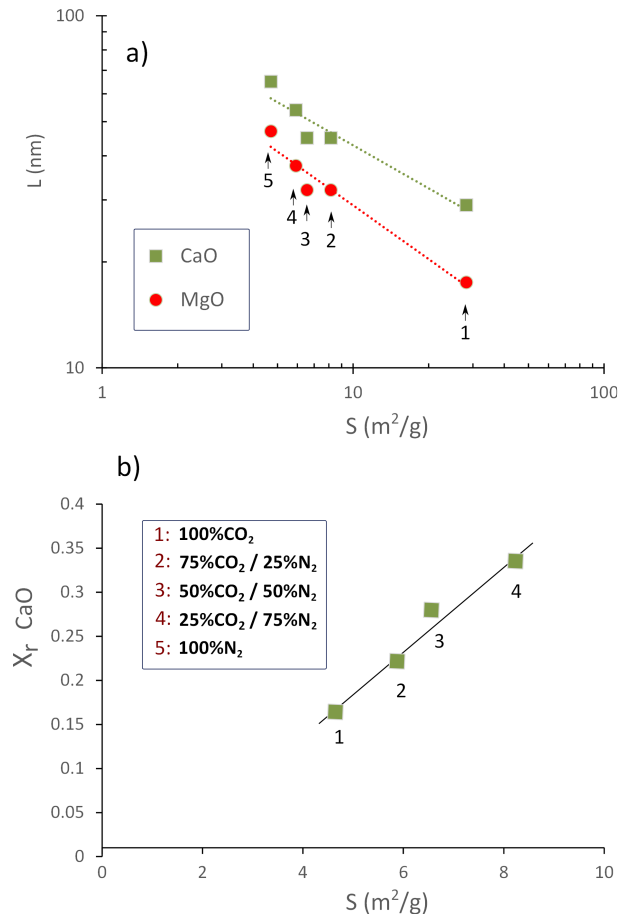 a)
100
L (nm)
5
4
3
2
1
CaO
MgO
10
1
10
100
S (m²/g)
b)
0.4
0.35
0.3
0.25
0.2
0.15
0.1
0.05
0
X_r CaO
1: 100%CO₂
2: 75%CO₂ / 25%N₂
3: 50%CO₂ / 50%N₂
4: 25%CO₂ / 75%N₂
5: 100%N₂
4
3
2
1
0
2
4
6
8
10
S (m²/g)